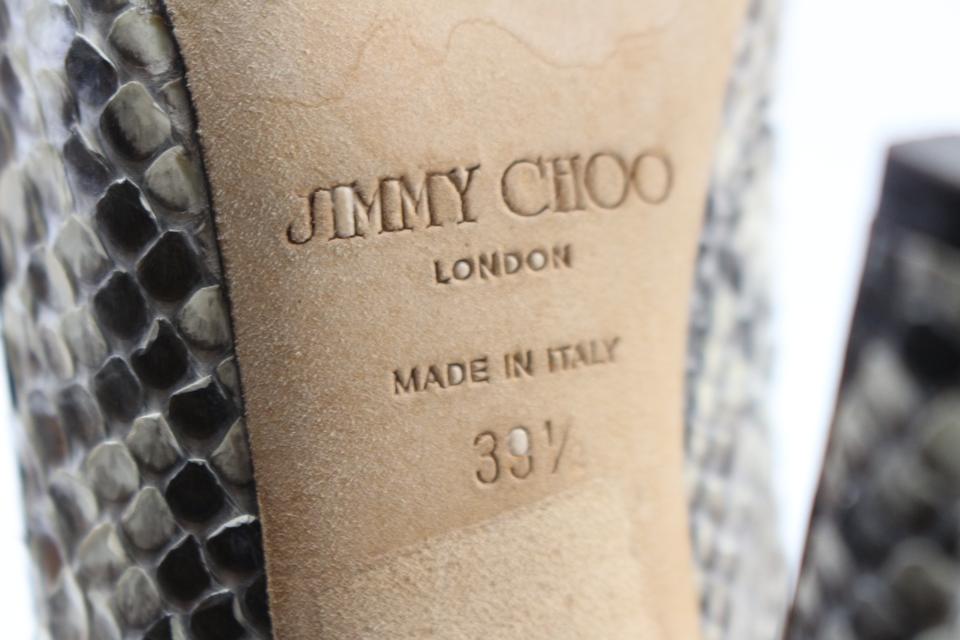 JIMMY CHOO
LONDON
MADE IN ITALY
39½